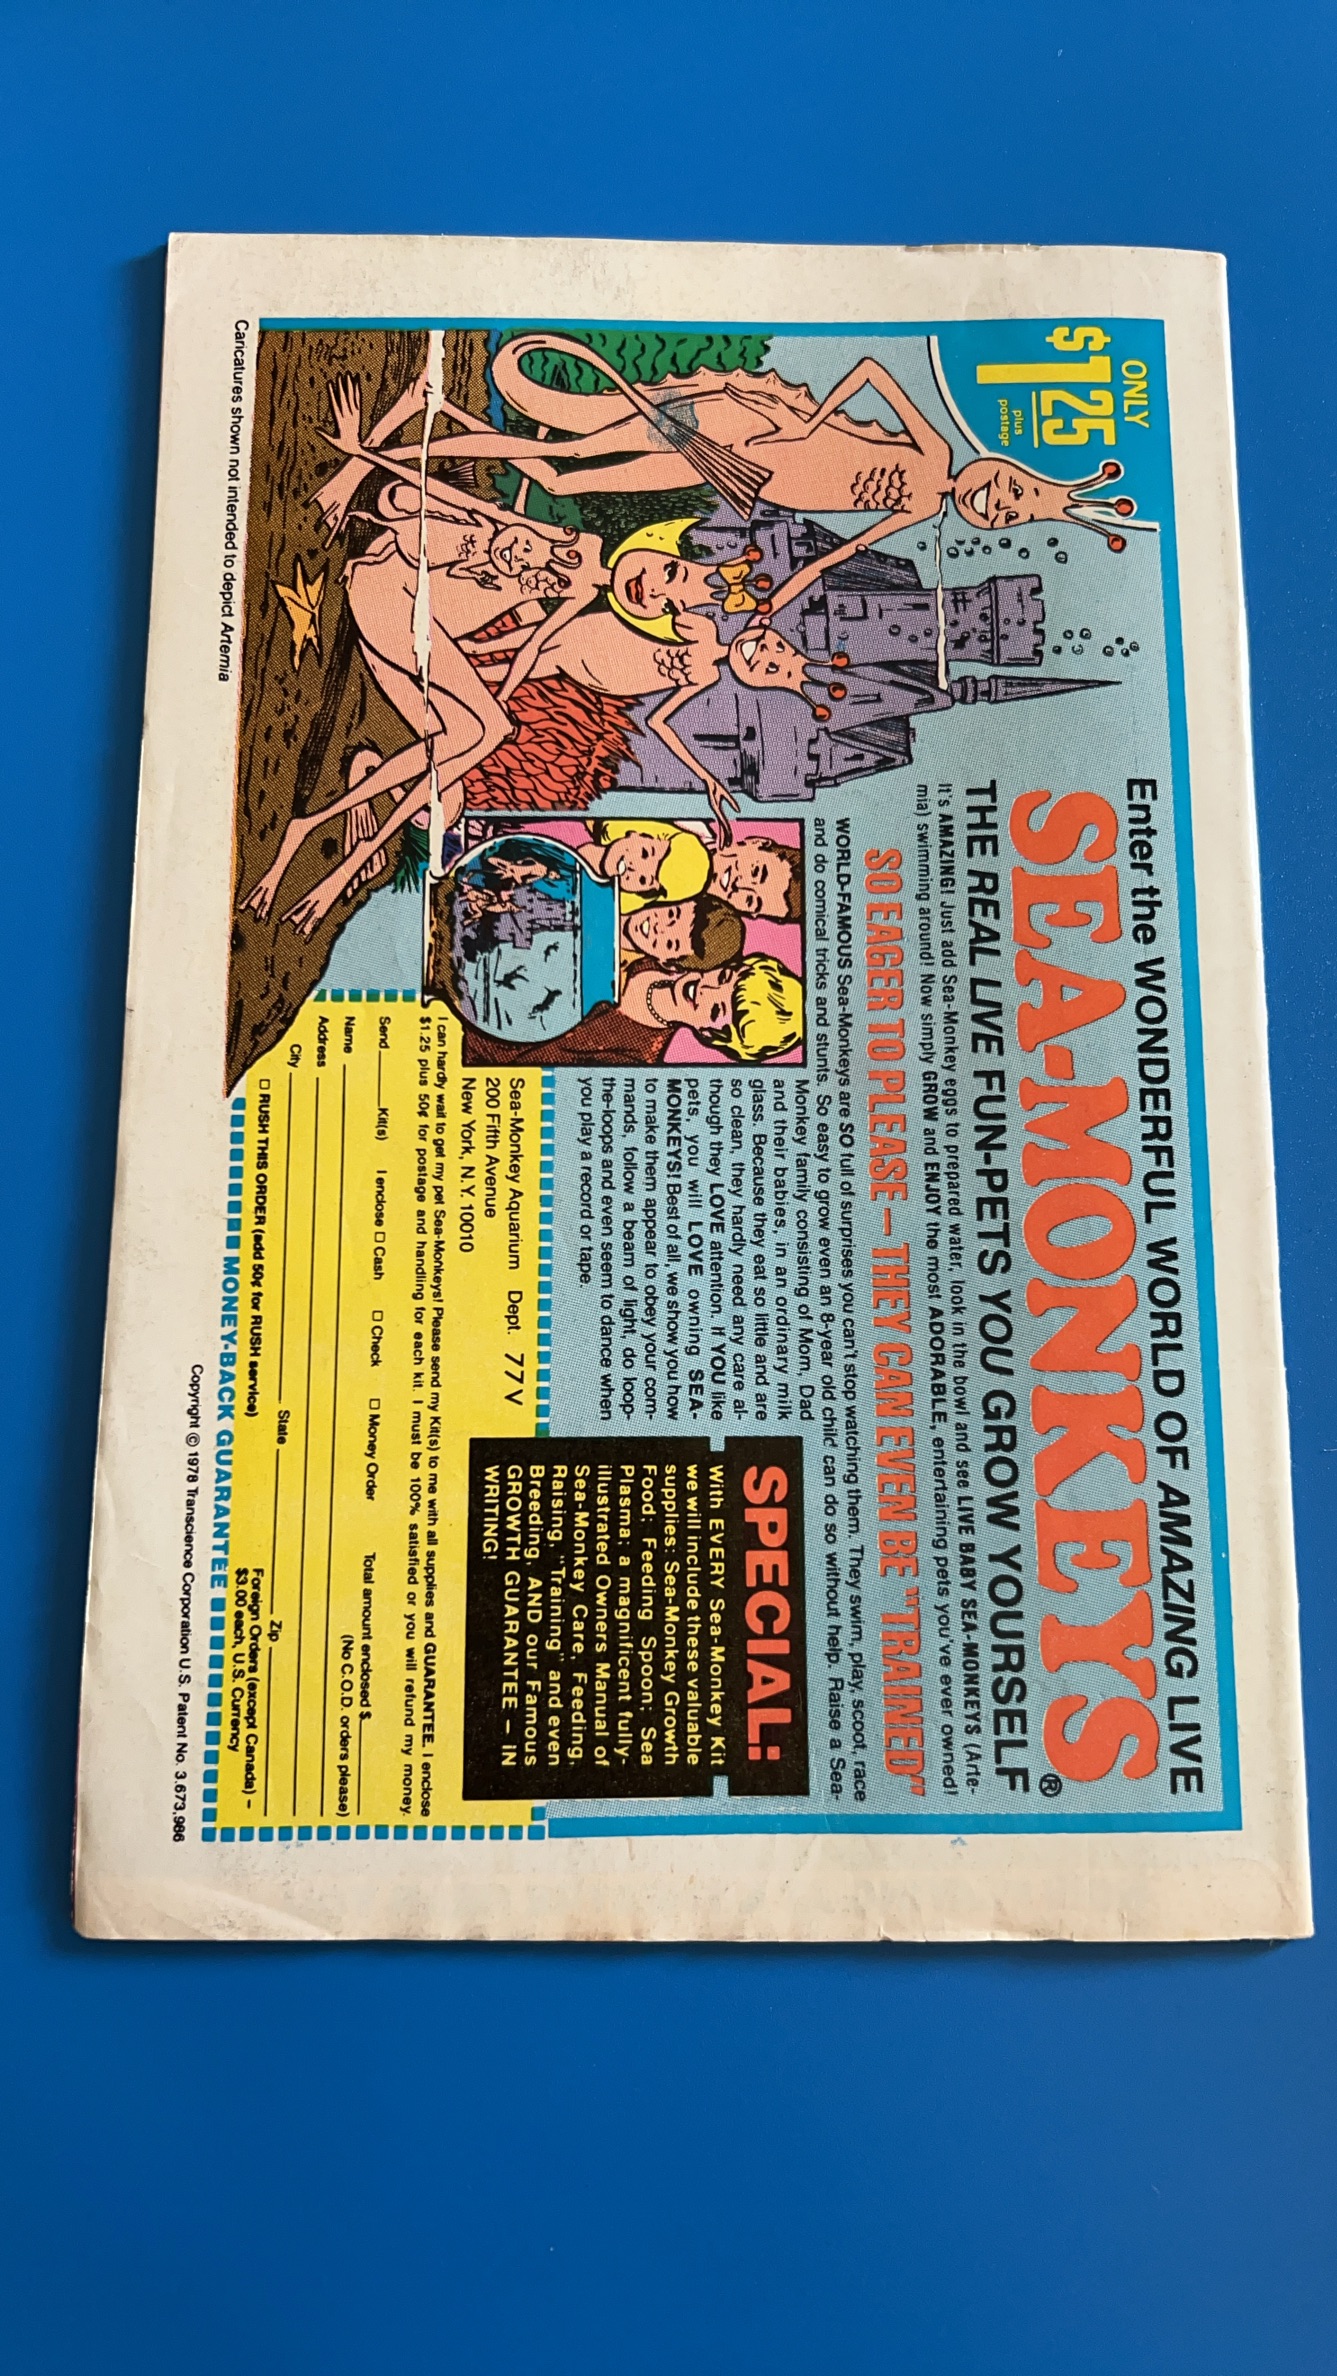 ONLY
$1.25
plus
postage
Enter the WONDERFUL WORLD OF AMAZING LIVE
SEA-MONKEYS®
THE REAL LIVE FUN-PETS YOU GROW YOURSELF
It's AMAZING! Just add Sea-Monkey eggs to prepared water, look in the bowl and see LIVE BABY SEA-MONKEYS (Arte-
mia) swimming around! Now simply GROW and ENJOY the most ADORABLE, entertaining pets you've ever owned!
SO EAGER TO PLEASE — THEY CAN EVEN BE "TRAINED"
WORLD-FAMOUS Sea-Monkeys are SO full of surprises you can't stop watching them. They swim, play, scoot, race
and do comical tricks and stunts. So easy to grow even an 8-year old child can do so without help. Raise a Sea-
Monkey family consisting of Mom, Dad
and their babies, in an ordinary milk
glass. Because they eat so little and are
so clean, they hardly need any care al-
though they LOVE attention. If YOU like
pets, you will LOVE owning SEA-
MONKEYS! Best of all, we show you how
to make them appear to obey your com-
mands, follow a beam of light, do loop-
the-loops and even seem to dance when
you play a record or tape.
SPECIAL:
With EVERY Sea-Monkey Kit
we will include these valuable
supplies: Sea-Monkey Growth
Food; Feeding Spoon; Sea
Plasma; a magnificent fully-
illustrated Owners Manual of
Sea-Monkey Care, Feeding,
Raising, "Training" and even
Breeding, AND our Famous
GROWTH GUARANTEE — IN
WRITING!
Sea-Monkey Aquarium Dept. 77V
200 Fifth Avenue
New York, N.Y. 10010
I can hardly wait to get my pet Sea-Monkeys! Please send my Kit(s) to me with all supplies and GUARANTEE. I enclose
$1.25 plus 50¢ for postage and handling for each kit. I must be 100% satisfied or you will refund my money.
Send Kit(s) I enclose □ Cash □ Check □ Money Order Total amount enclosed $
Name (No C.O.D. orders please)
Address
City State Zip
□ RUSH THIS ORDER (add 50¢ for RUSH service) Foreign Orders (except Canada) –
$3.00 each, U.S. Currency
MONEY-BACK GUARANTEE
Caricatures shown not intended to depict Artemia
Copyright © 1978 Transcience Corporation U.S. Patent No. 3,673,986